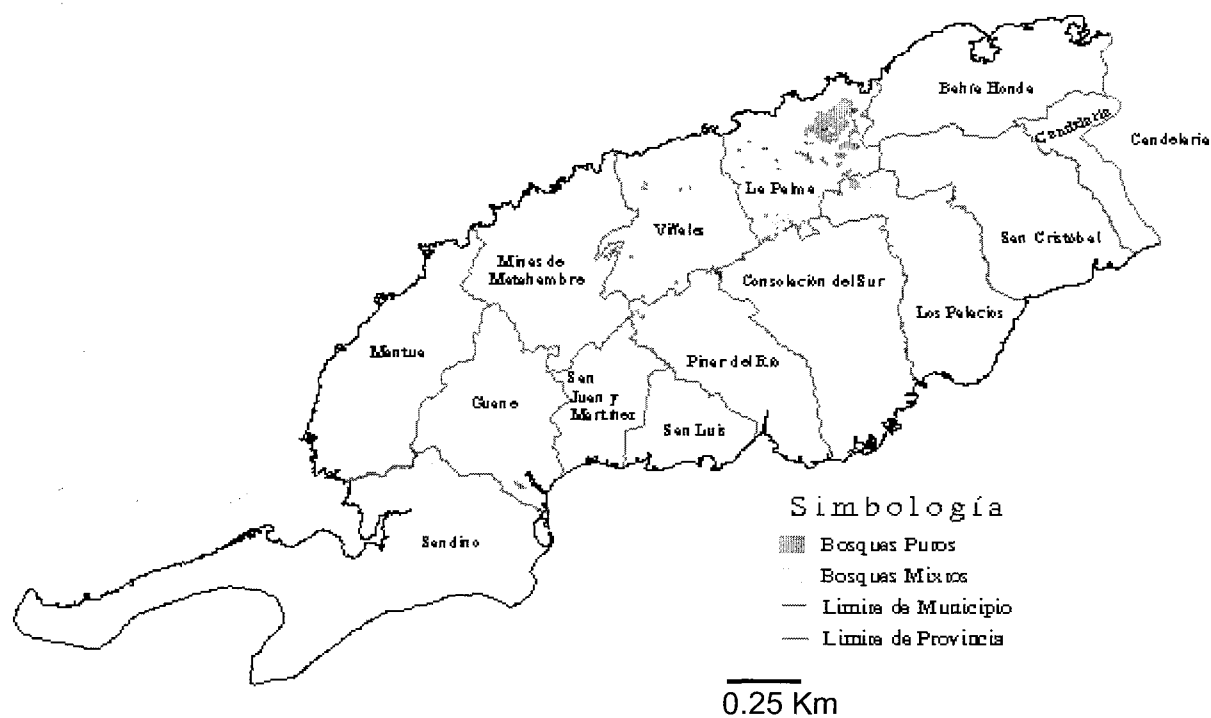 Bahía Honda
Candelaria
Candelaria
La Palma
Viñales
San Cristóbal
Minas de
Matahambre
Consolación del Sur
Los Palacios
Mantua
Pinar del Río
San
Juan y
Martínez
Guane
San Luis
Sandino
Simbología
Bosques Puros
Bosques Mixtos
Límite de Municipio
Límite de Provincia
0.25 Km